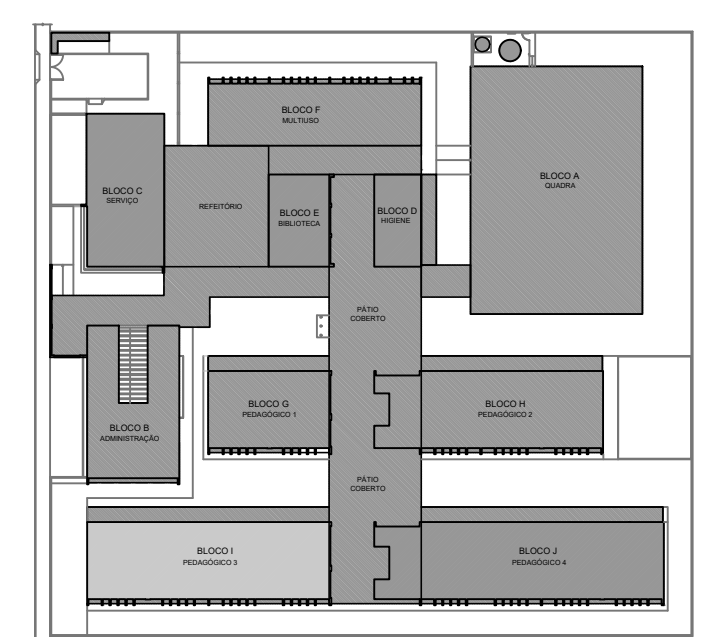 BLOCO F
MULTIUSO
BLOCO A
QUADRA
BLOCO C
SERVIÇO
REFEITÓRIO
BLOCO E
BIBLIOTECA
BLOCO D
HIGIENE
PÁTIO
COBERTO
BLOCO G
PEDAGÓGICO 1
BLOCO H
PEDAGÓGICO 2
BLOCO B
ADMINISTRAÇÃO
PÁTIO
COBERTO
BLOCO I
PEDAGÓGICO 3
BLOCO J
PEDAGÓGICO 4